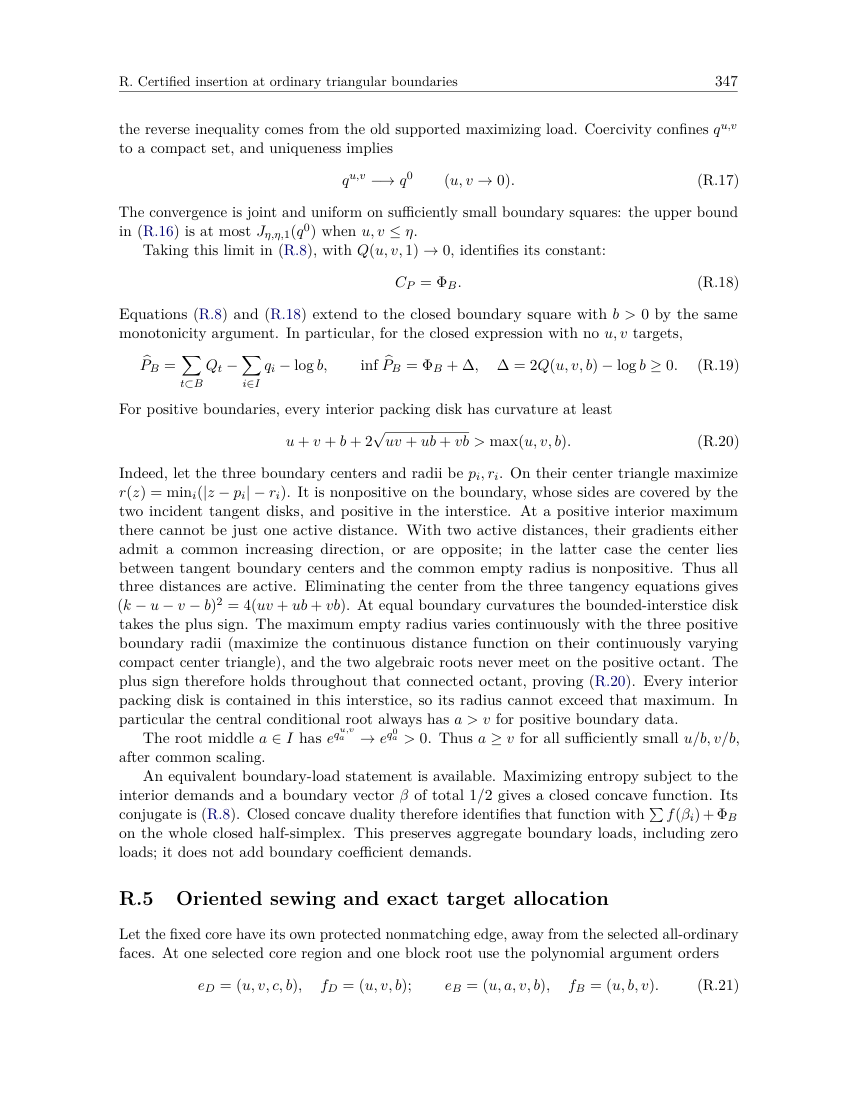 R. Certified insertion at ordinary triangular boundaries 347
the reverse inequality comes from the old supported maximizing load. Coercivity confines q^{u,v}
to a compact set, and uniqueness implies
q^{u,v} ⟶ q^0 (u, v → 0). (R.17)
The convergence is joint and uniform on sufficiently small boundary squares: the upper bound
in (R.16) is at most J_{η,η,1}(q^0) when u, v ≤ η.
Taking this limit in (R.8), with Q(u, v, 1) → 0, identifies its constant:
C_P = Φ_B. (R.18)
Equations (R.8) and (R.18) extend to the closed boundary square with b > 0 by the same
monotonicity argument. In particular, for the closed expression with no u, v targets,
P̂_B = ∑_{t⊂B} Q_t − ∑_{i∈I} q_i − log b, inf P̂_B = Φ_B + Δ, Δ = 2Q(u, v, b) − log b ≥ 0. (R.19)
For positive boundaries, every interior packing disk has curvature at least
u + v + b + 2√(uv + ub + vb) > max(u, v, b). (R.20)
Indeed, let the three boundary centers and radii be p_i, r_i. On their center triangle maximize
r(z) = min_i(|z − p_i| − r_i). It is nonpositive on the boundary, whose sides are covered by the
two incident tangent disks, and positive in the interstice. At a positive interior maximum
there cannot be just one active distance. With two active distances, their gradients either
admit a common increasing direction, or are opposite; in the latter case the center lies
between tangent boundary centers and the common empty radius is nonpositive. Thus all
three distances are active. Eliminating the center from the three tangency equations gives
(k − u − v − b)^2 = 4(uv + ub + vb). At equal boundary curvatures the bounded-interstice disk
takes the plus sign. The maximum empty radius varies continuously with the three positive
boundary radii (maximize the continuous distance function on their continuously varying
compact center triangle), and the two algebraic roots never meet on the positive octant. The
plus sign therefore holds throughout that connected octant, proving (R.20). Every interior
packing disk is contained in this interstice, so its radius cannot exceed that maximum. In
particular the central conditional root always has a > v for positive boundary data.
The root middle a ∈ I has e^{q_a^{u,v}} → e^{q_a^0} > 0. Thus a ≥ v for all sufficiently small u/b, v/b,
after common scaling.
An equivalent boundary-load statement is available. Maximizing entropy subject to the
interior demands and a boundary vector β of total 1/2 gives a closed concave function. Its
conjugate is (R.8). Closed concave duality therefore identifies that function with ∑ f(β_i) + Φ_B
on the whole closed half-simplex. This preserves aggregate boundary loads, including zero
loads; it does not add boundary coefficient demands.
R.5 Oriented sewing and exact target allocation
Let the fixed core have its own protected nonmatching edge, away from the selected all-ordinary
faces. At one selected core region and one block root use the polynomial argument orders
e_D = (u, v, c, b), f_D = (u, v, b); e_B = (u, a, v, b), f_B = (u, b, v). (R.21)